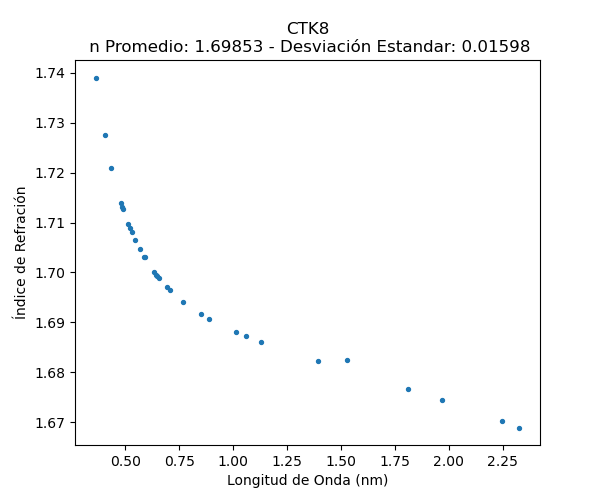 CTK8
n Promedio: 1.69853 - Desviación Estandar: 0.01598
1.74
1.73
1.72
1.71
1.70
1.69
1.68
1.67
Índice de Refración
0.50 0.75 1.00 1.25 1.50 1.75 2.00 2.25
Longitud de Onda (nm)